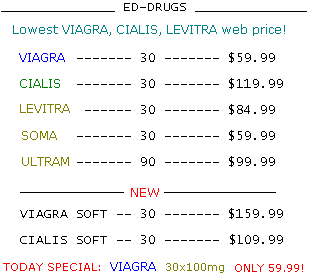 ED-DRUGS
Lowest VIAGRA, CIALIS, LEVITRA web price!
VIAGRA ------- 30 ------- $59.99
CIALIS ------- 30 ------- $119.99
LEVITRA ------- 30 ------- $84.99
SOMA ------- 30 ------- $59.99
ULTRAM ------- 90 ------- $99.99
NEW
VIAGRA SOFT -- 30 ------- $159.99
CIALIS SOFT -- 30 ------- $109.99
TODAY SPECIAL: VIAGRA 30x100mg ONLY 59.99!